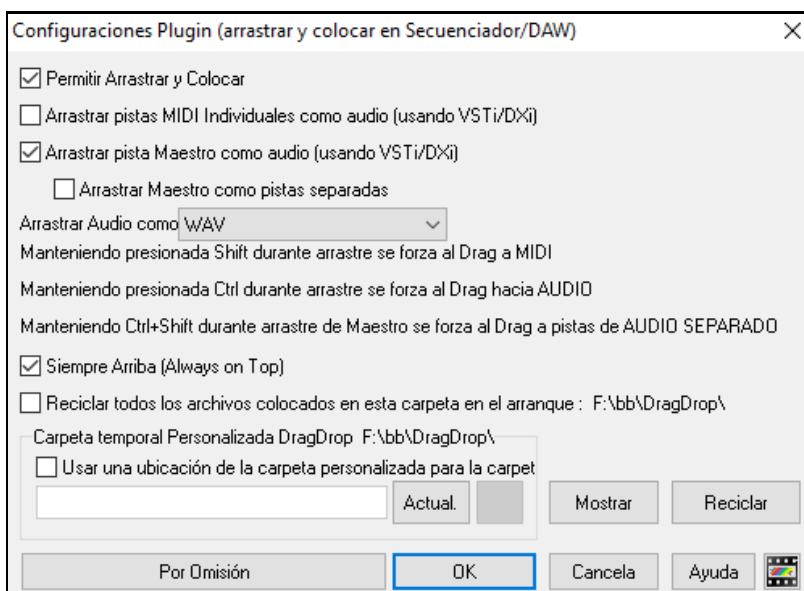 Configuraciones Plugin (arrastrar y colocar en Secuenciador/DAW)
Permitir Arrastrar y Colocar
Arrastrar pistas MIDI Individuales como audio (usando VSTi/DXi)
Arrastrar pista Maestro como audio (usando VSTi/DXi)
Arrastrar Maestro como pistas separadas
Arrastrar Audio como WAV
Manteniendo presionada Shift durante arrastre se forza al Drag a MIDI
Manteniendo presionada Ctrl durante arrastre se forza al Drag hacia AUDIO
Manteniendo Ctrl+Shift durante arrastre de Maestro se forza al Drag a pistas de AUDIO SEPARADO
Siempre Arriba (Always on Top)
Reciclar todos los archivos colocados en esta carpeta en el arranque : F:\bb\DragDrop\
Carpeta temporal Personalizada DragDrop F:\bb\DragDrop\
Usar una ubicación de la carpeta personalizada para la carpet
Actual. Mostrar Reciclar
Por Omisión OK Cancela Ayuda